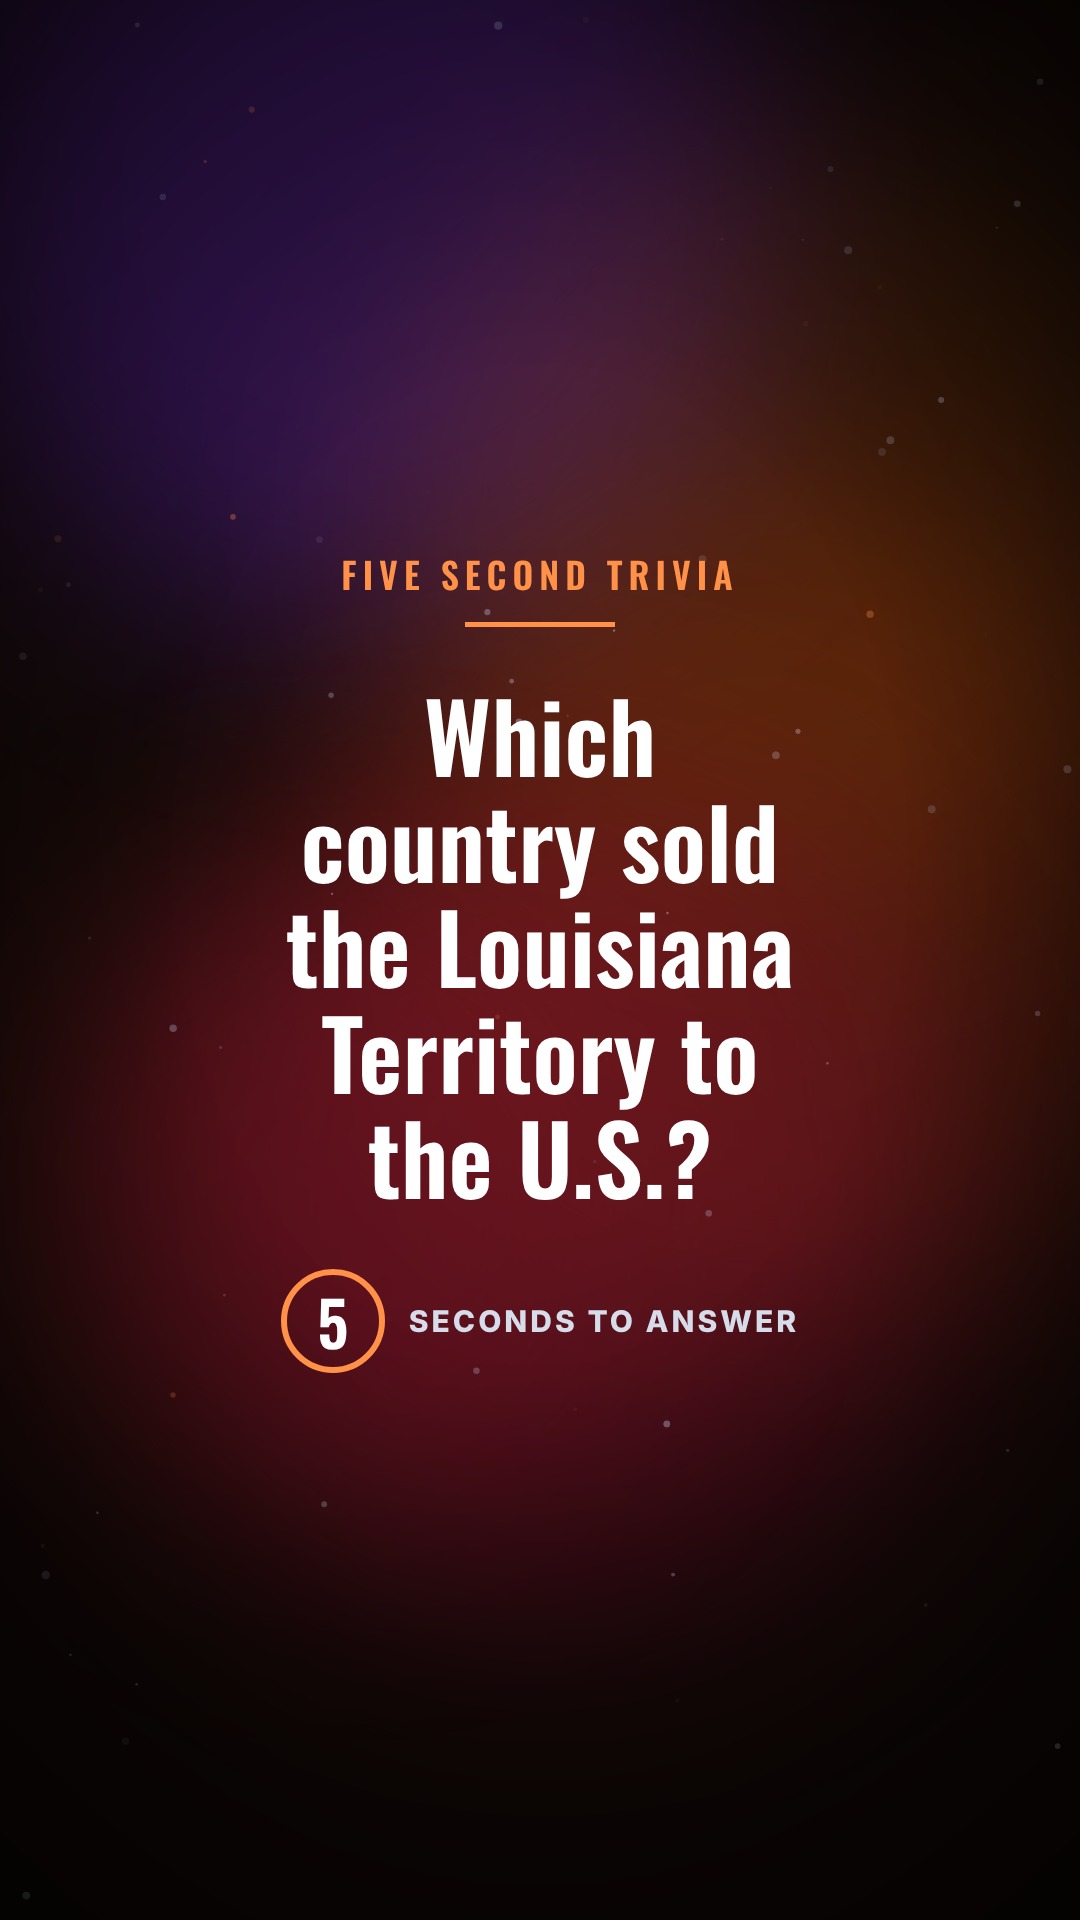 FIVE SECOND TRIVIA
Which
country sold
the Louisiana
Territory to
the U.S.?
5 SECONDS TO ANSWER